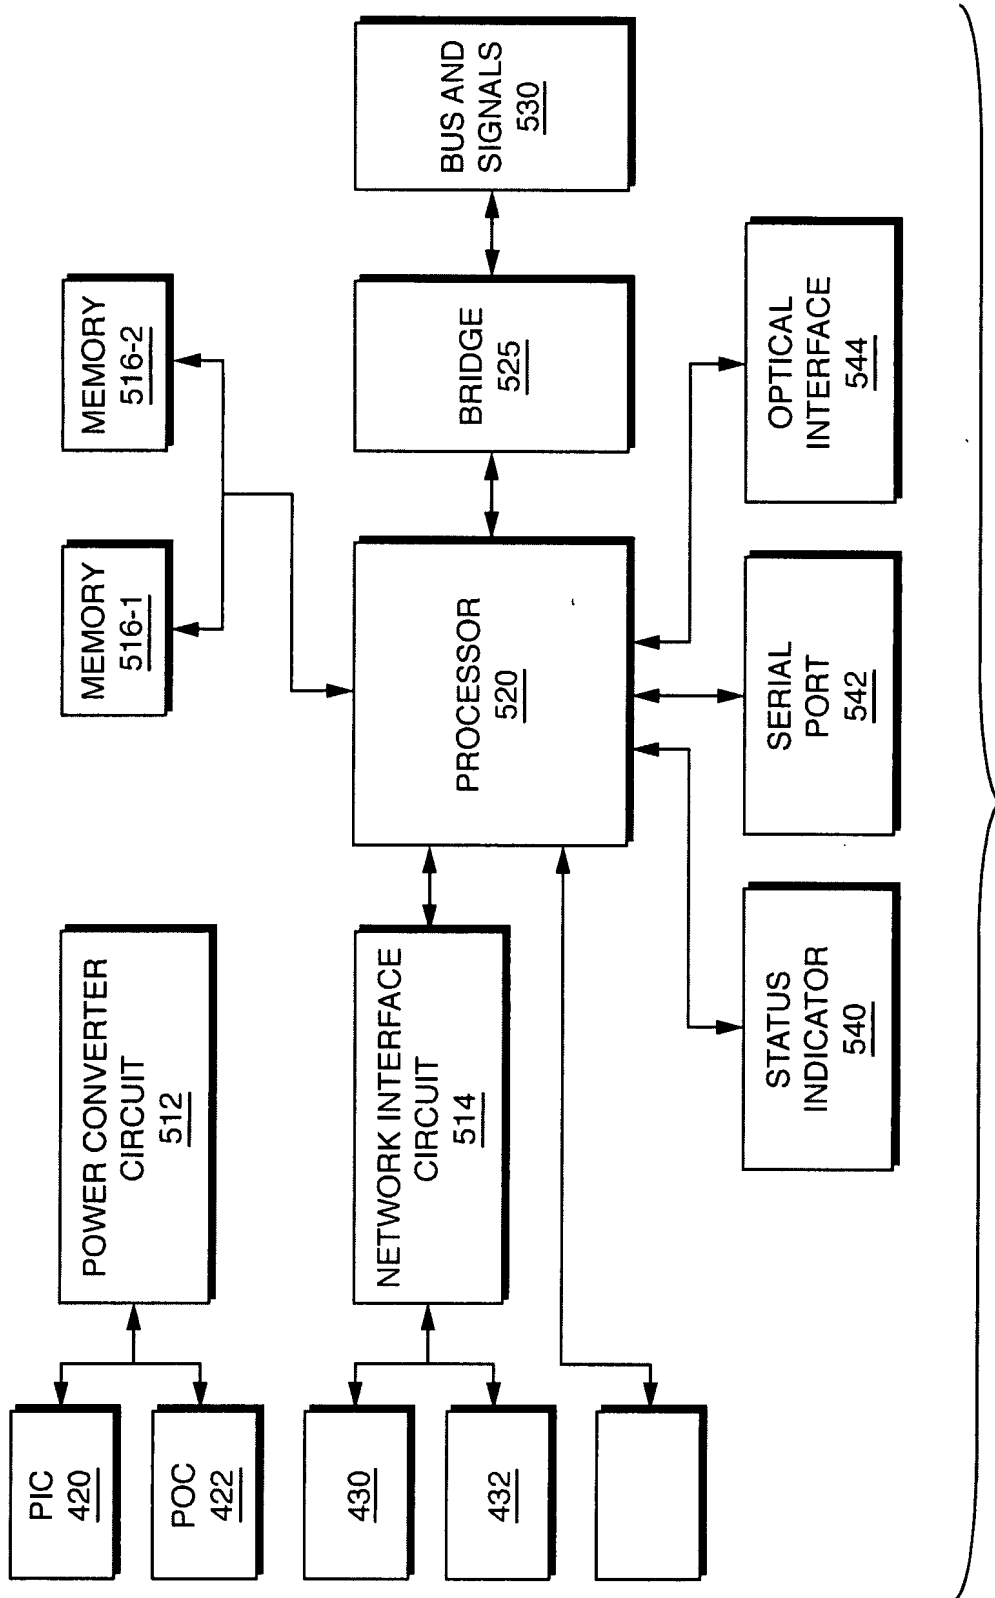 PIC
420
POC
422
430
432
POWER CONVERTER
CIRCUIT
512
NETWORK INTERFACE
CIRCUIT
514
MEMORY
516-1
MEMORY
516-2
PROCESSOR
520
BRIDGE
525
BUS AND
SIGNALS
530
STATUS
INDICATOR
540
SERIAL
PORT
542
OPTICAL
INTERFACE
544